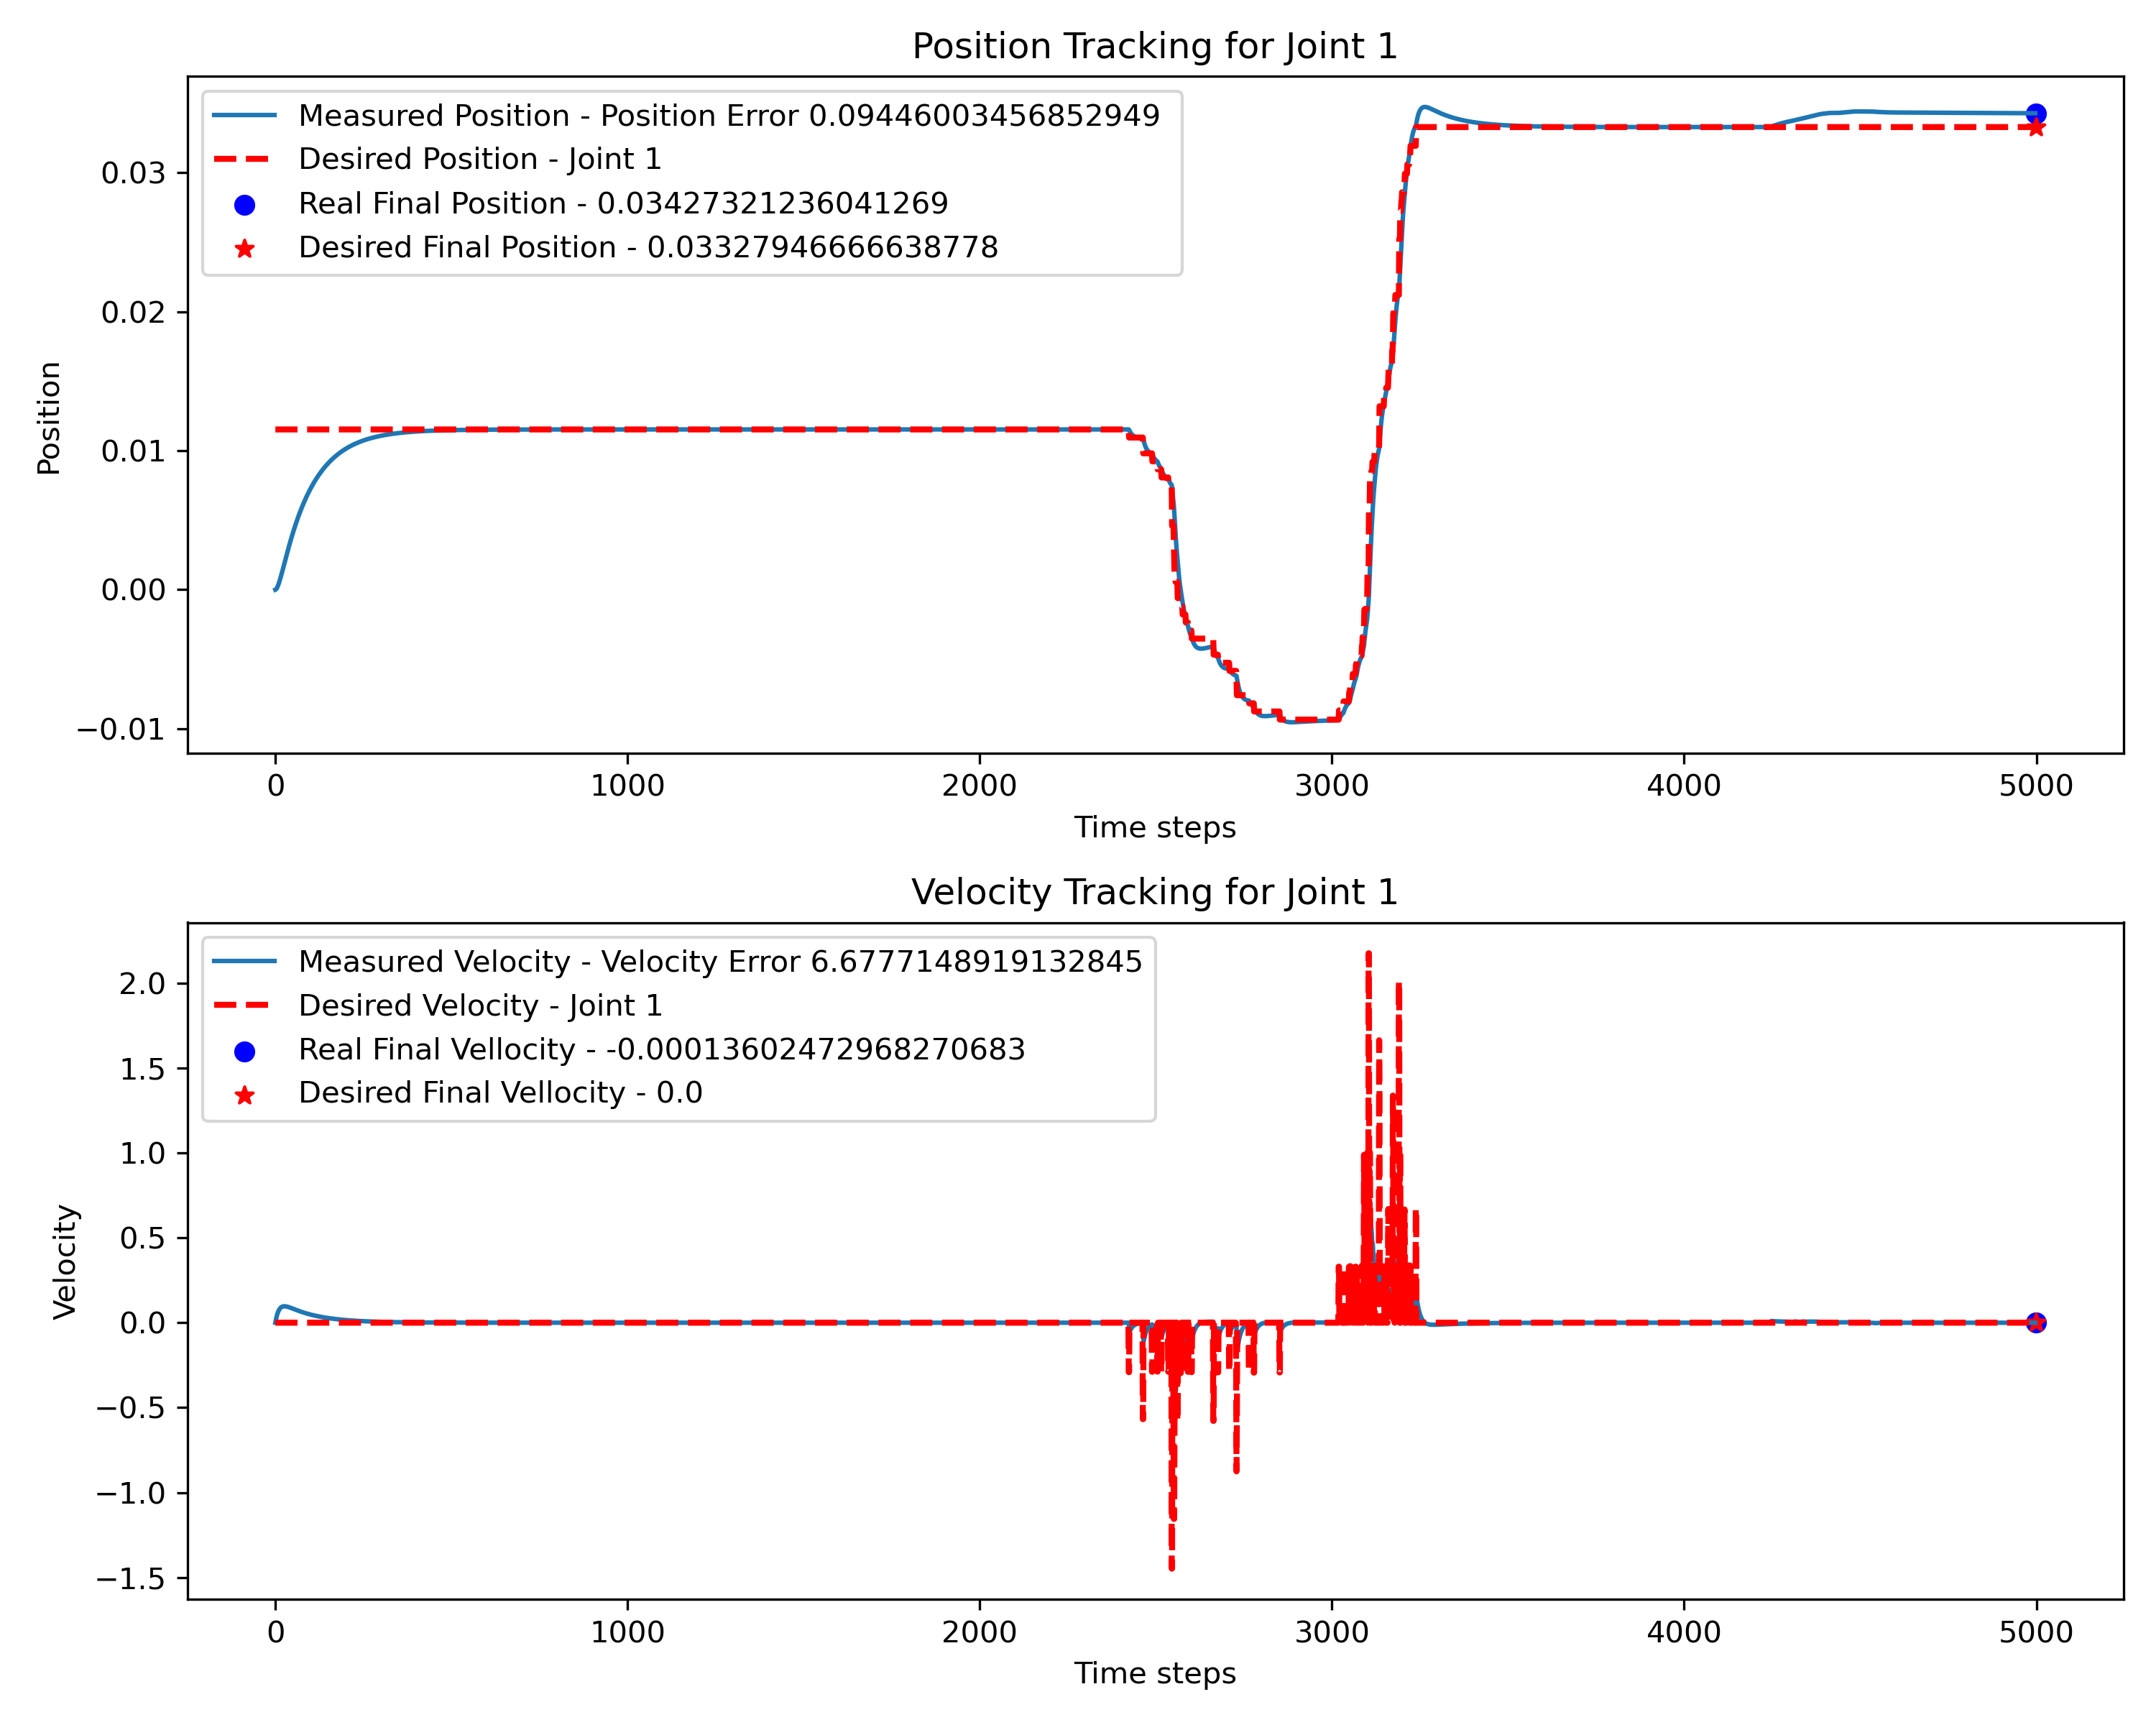 Position Tracking for Joint 1
Measured Position - Position Error 0.09446003456852949
Desired Position - Joint 1
Real Final Position - 0.03427321236041269
Desired Final Position - 0.03327946666638778
0.03
0.02
0.01
0.00
−0.01
Position
0 1000 2000 3000 4000 5000
Time steps
Velocity Tracking for Joint 1
Measured Velocity - Velocity Error 6.6777148919132845
Desired Velocity - Joint 1
Real Final Vellocity - -0.00013602472968270683
Desired Final Vellocity - 0.0
2.0
1.5
1.0
0.5
0.0
−0.5
−1.0
−1.5
Velocity
0 1000 2000 3000 4000 5000
Time steps